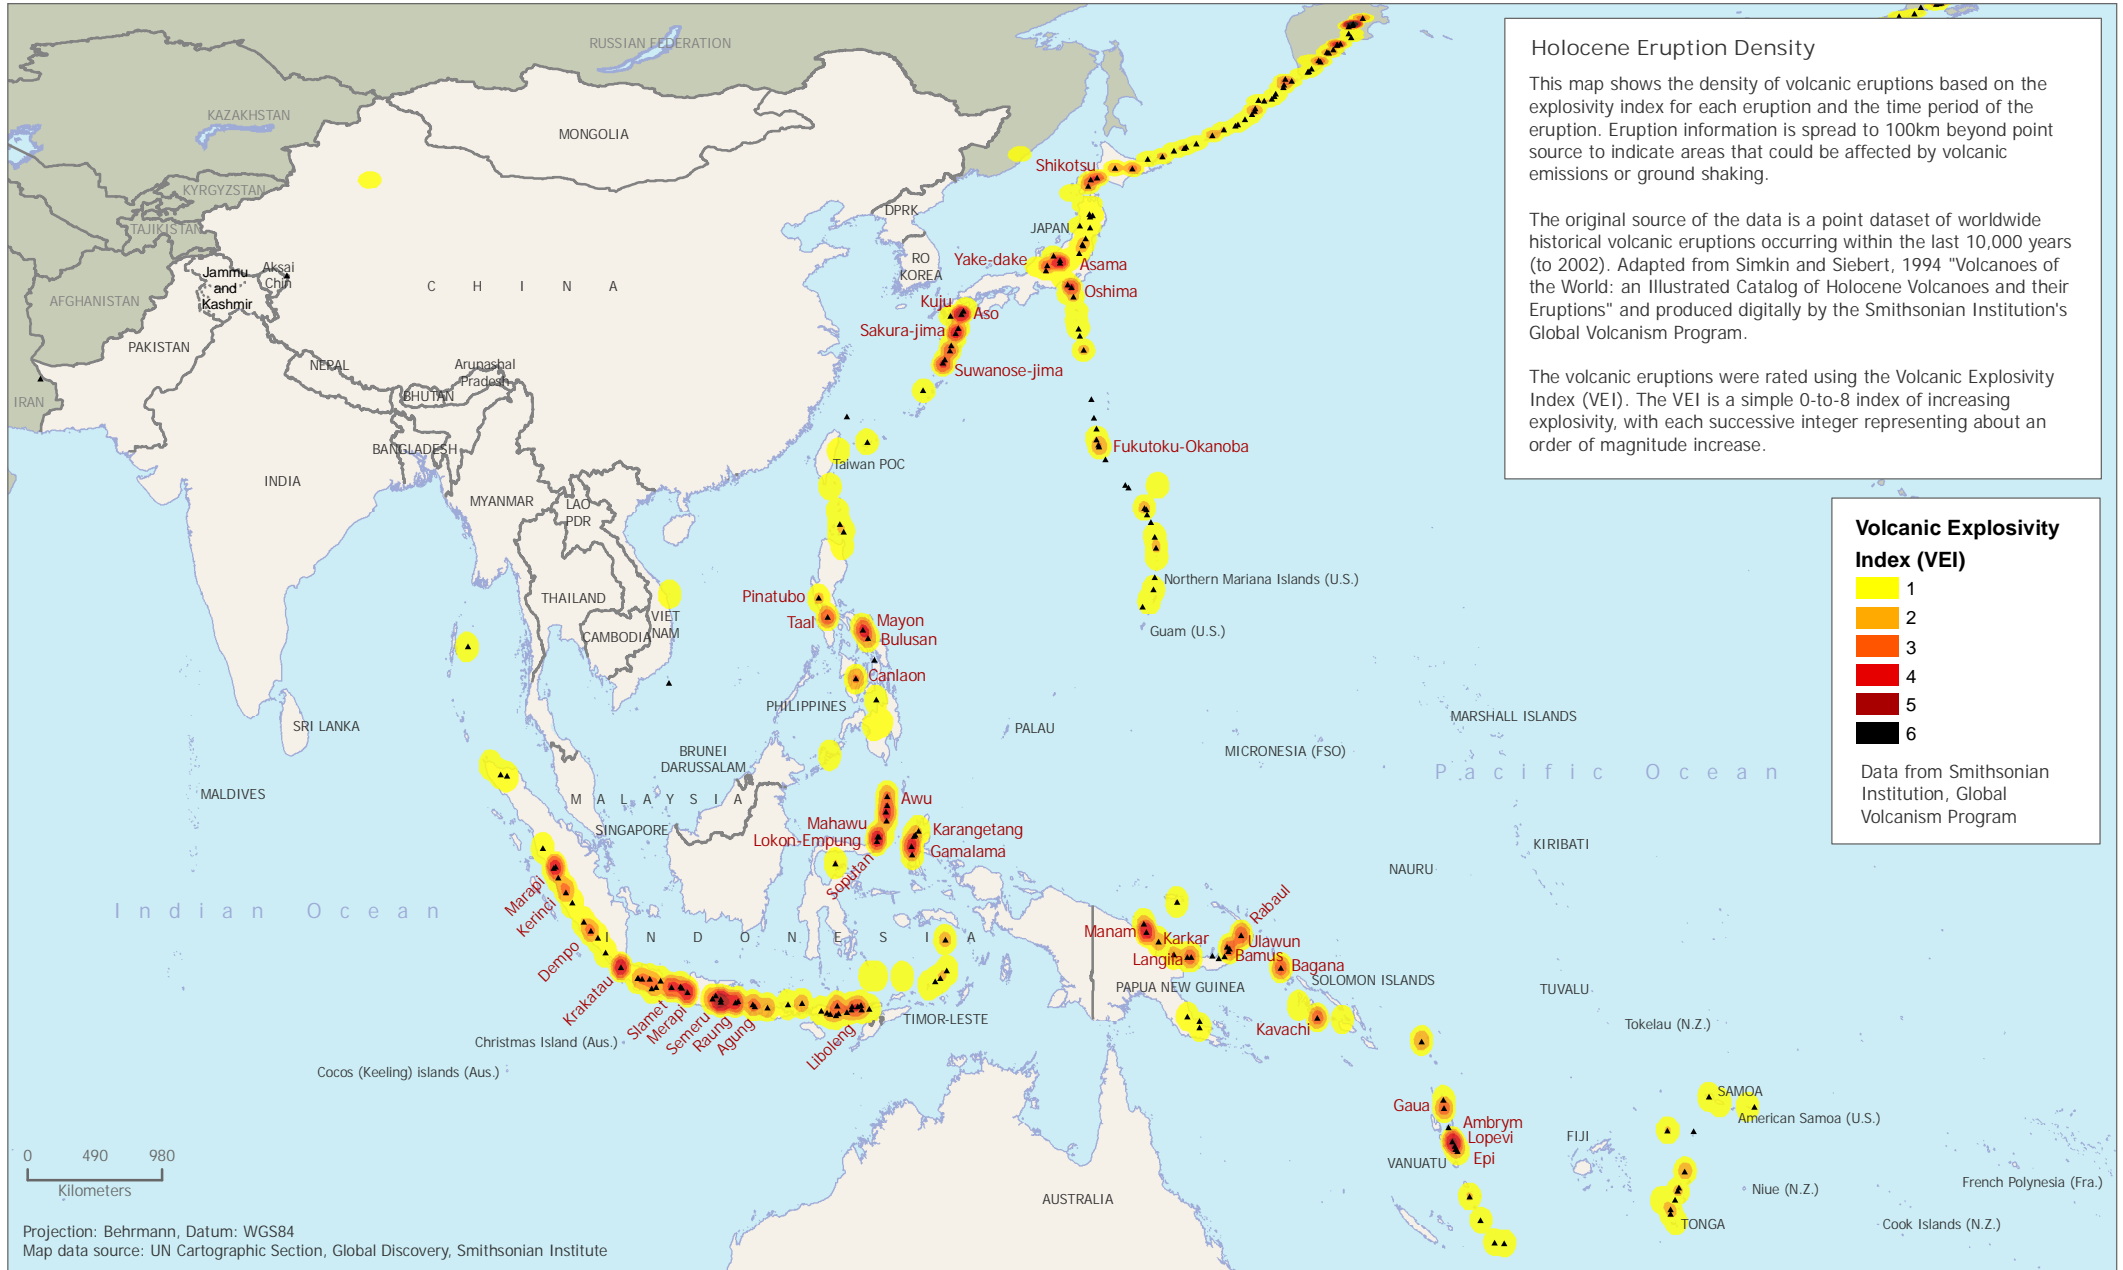 Holocene Eruption Density
This map shows the density of volcanic eruptions based on the
explosivity index for each eruption and the time period of the
eruption. Eruption information is spread to 100km beyond point
source to indicate areas that could be affected by volcanic
emissions or ground shaking.
The original source of the data is a point dataset of worldwide
historical volcanic eruptions occurring within the last 10,000 years
(to 2002). Adapted from Simkin and Siebert, 1994 "Volcanoes of
the World: an Illustrated Catalog of Holocene Volcanoes and their
Eruptions" and produced digitally by the Smithsonian Institution's
Global Volcanism Program.
The volcanic eruptions were rated using the Volcanic Explosivity
Index (VEI). The VEI is a simple 0-to-8 index of increasing
explosivity, with each successive integer representing about an
order of magnitude increase.
Volcanic Explosivity
Index (VEI)
1
2
3
4
5
6
Data from Smithsonian
Institution, Global
Volcanism Program
RUSSIAN FEDERATION
KAZAKHSTAN
MONGOLIA
KYRGYZSTAN
TAJIKISTAN
AFGHANISTAN
Jammu
and
Kashmir
Aksai
Chin
CHINA
DPRK
RO
KOREA
JAPAN
Shikotsu
Yake-dake
Asama
Oshima
Kuju
Aso
Sakura-jima
Suwanose-jima
PAKISTAN
IRAN
NEPAL
Arunashal
Pradesh
BHUTAN
BANGLADESH
INDIA
MYANMAR
LAO
PDR
Taiwan POC
Fukutoku-Okanoba
Northern Mariana Islands (U.S.)
Guam (U.S.)
THAILAND
VIET
NAM
CAMBODIA
Pinatubo
Taal
Mayon
Bulusan
Canlaon
PHILIPPINES
SRI LANKA
MALDIVES
PALAU
MICRONESIA (FSO)
MARSHALL ISLANDS
Pacific Ocean
BRUNEI
DARUSSALAM
MALAYSIA
SINGAPORE
Awu
Mahawu
Lokon-Empung
Soputan
Karangetang
Gamalama
KIRIBATI
NAURU
Indian Ocean
INDONESIA
Marapi
Kerinci
Dempo
Krakatau
Slamet
Merapi
Semeru
Raung
Agung
Liboleng
TIMOR-LESTE
Manam
Karkar
Langila
Rabaul
Ulawun
Bamus
Bagana
SOLOMON ISLANDS
PAPUA NEW GUINEA
Kavachi
TUVALU
Tokelau (N.Z.)
Christmas Island (Aus.)
Cocos (Keeling) islands (Aus.)
SAMOA
American Samoa (U.S.)
Gaua
Ambrym
Lopevi
Epi
VANUATU
FIJI
Niue (N.Z.)
French Polynesia (Fra.)
TONGA
Cook Islands (N.Z.)
AUSTRALIA
0 490 980
Kilometers
Projection: Behrmann, Datum: WGS84
Map data source: UN Cartographic Section, Global Discovery, Smithsonian Institute